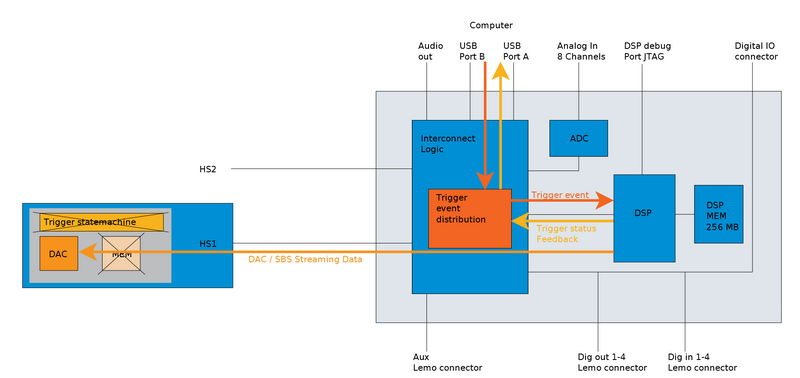 Computer
Audio
out
USB
Port B
USB
Port A
Analog In
8 Channels
DSP debug
Port JTAG
Digital IO
connector
Interconnect
Logic
ADC
HS2
Trigger
event
distribution
Trigger event
DSP
DSP
MEM
256 MB
Trigger statemachine
Trigger status
Feedback
HS1
DAC
MEM
DAC / SBS Streaming Data
Aux
Lemo connector
Dig out 1-4
Lemo connector
Dig in 1-4
Lemo connector